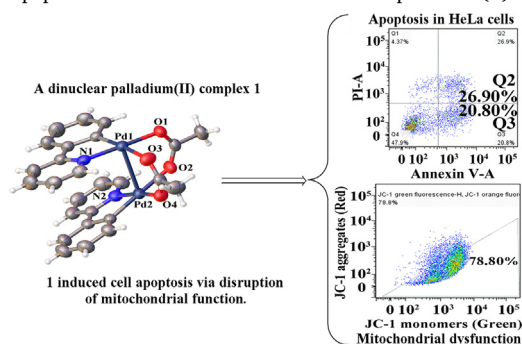 A dinuclear palladium(II) complex 1
O1
Pd1
N1
O3
O2
N2
Pd2
O4
1 induced cell apoptosis via disruption
of mitochondrial function.
Apoptosis in HeLa cells
Q1
4.37%
Q2
26.9%
10⁵
10⁴
10³
10²
0
PI-A
Q2
26.90%
20.80%
Q3
Q4
47.9%
Q3
20.8%
0 10² 10³ 10⁴ 10⁵
Annexin V-A
JC-1 green fluorescence-H, JC-1 orange fluor
78.8%
10⁵
10⁴
10³
10²
0
JC-1 aggregates (Red)
78.80%
0 10² 10³ 10⁴ 10⁵
JC-1 monomers (Green)
Mitochondrial dysfunction